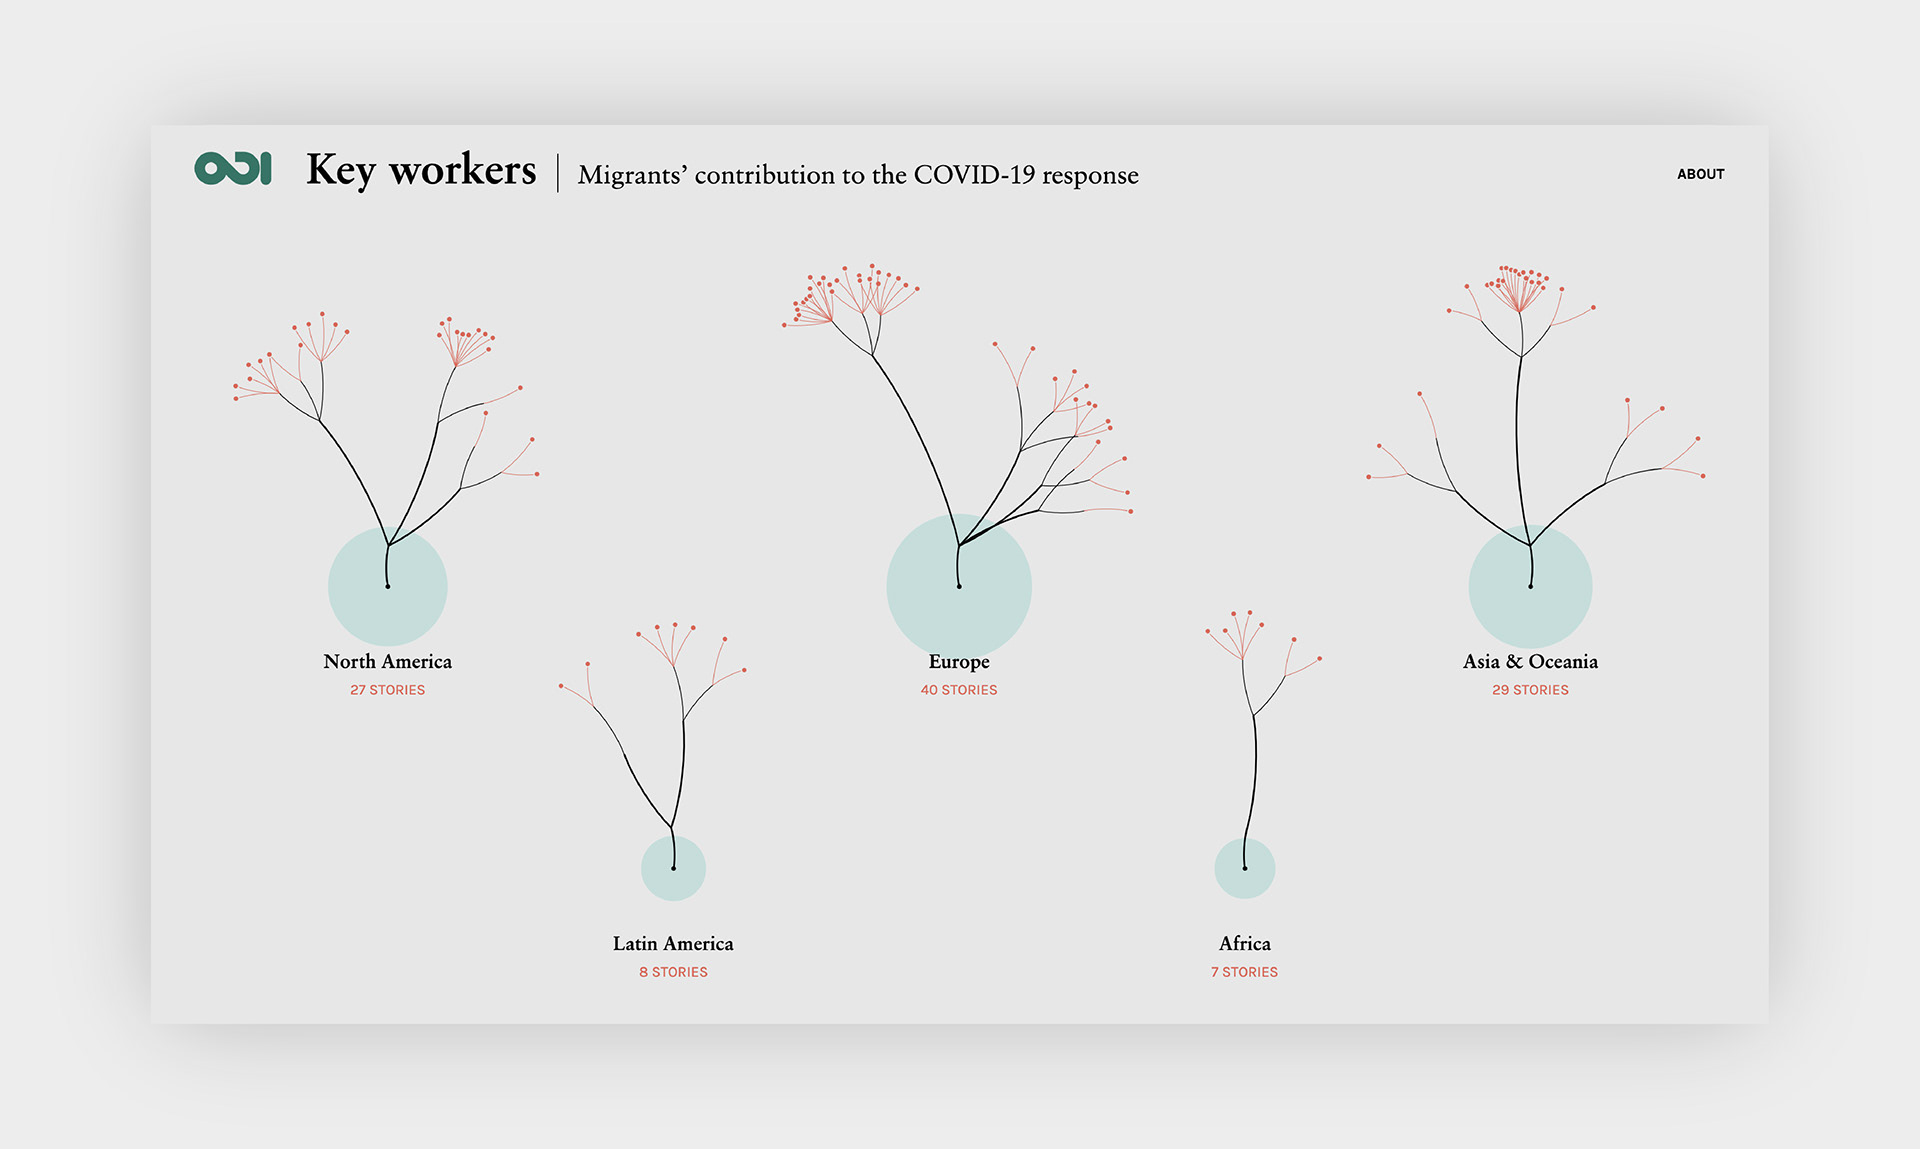 ODI
Key workers
Migrants’ contribution to the COVID-19 response
ABOUT
North America
27 STORIES
Europe
40 STORIES
Asia & Oceania
29 STORIES
Latin America
8 STORIES
Africa
7 STORIES